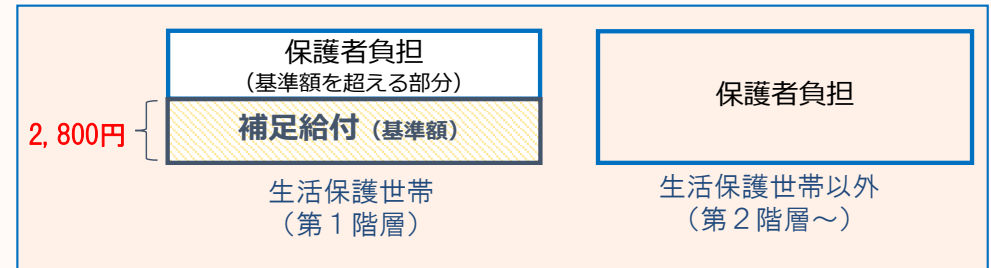 保護者負担
（基準額を超える部分）
2,800円
補足給付（基準額）
生活保護世帯
（第１階層）
保護者負担
生活保護世帯以外
（第２階層～）